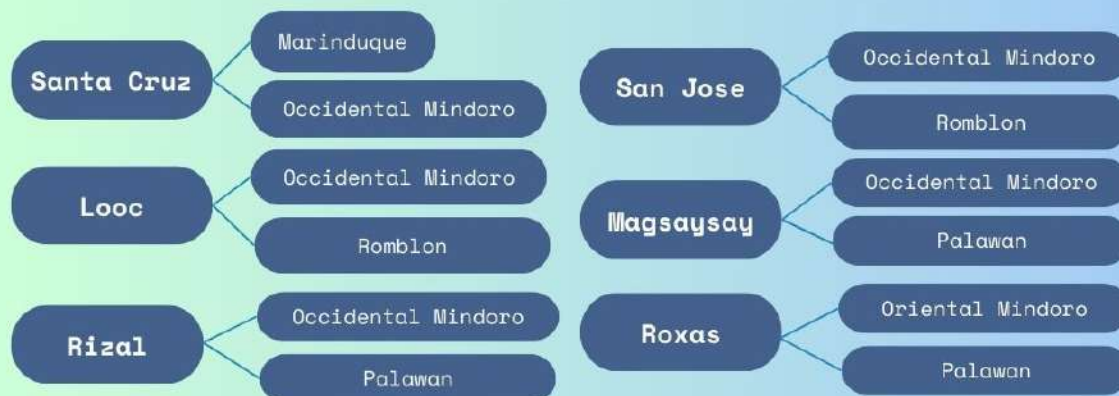 Santa Cruz
Marinduque
Occidental Mindoro
Looc
Occidental Mindoro
Romblon
Rizal
Occidental Mindoro
Palawan
San Jose
Occidental Mindoro
Romblon
Magsaysay
Occidental Mindoro
Palawan
Roxas
Oriental Mindoro
Palawan